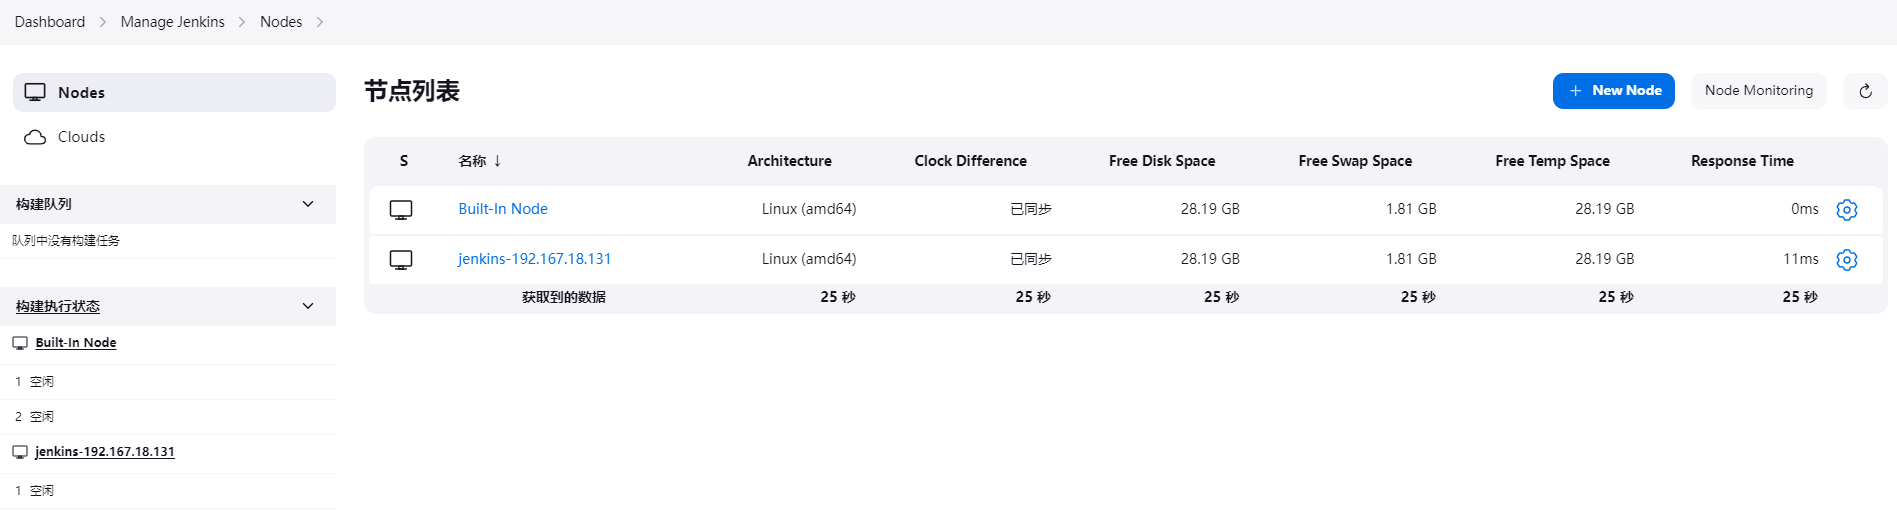 Dashboard > Manage Jenkins > Nodes >
Nodes
Clouds
构建队列
队列中没有构建任务
构建执行状态
Built-In Node
1 空闲
2 空闲
jenkins-192.167.18.131
1 空闲
节点列表
+ New Node
Node Monitoring
S 名称 ↓ Architecture Clock Difference Free Disk Space Free Swap Space Free Temp Space Response Time
Built-In Node Linux (amd64) 已同步 28.19 GB 1.81 GB 28.19 GB 0ms
jenkins-192.167.18.131 Linux (amd64) 已同步 28.19 GB 1.81 GB 28.19 GB 11ms
获取到的数据 25 秒 25 秒 25 秒 25 秒 25 秒 25 秒